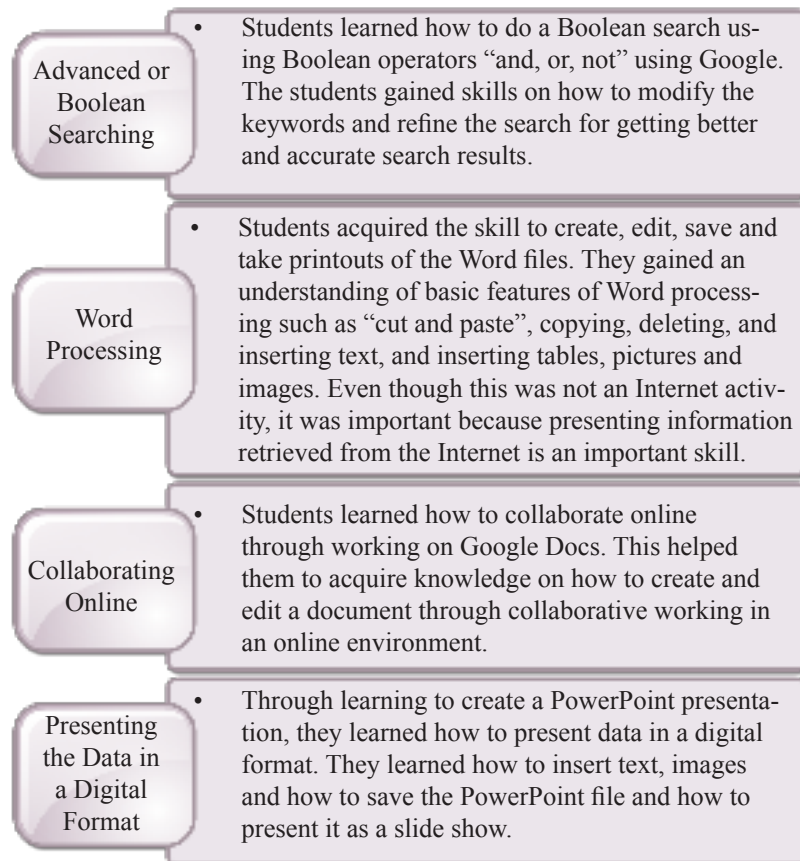 Advanced or
Boolean
Searching
• Students learned how to do a Boolean search us-
ing Boolean operators “and, or, not” using Google.
The students gained skills on how to modify the
keywords and refine the search for getting better
and accurate search results.
Word
Processing
• Students acquired the skill to create, edit, save and
take printouts of the Word files. They gained an
understanding of basic features of Word process-
ing such as “cut and paste”, copying, deleting, and
inserting text, and inserting tables, pictures and
images. Even though this was not an Internet activ-
ity, it was important because presenting information
retrieved from the Internet is an important skill.
Collaborating
Online
• Students learned how to collaborate online
through working on Google Docs. This helped
them to acquire knowledge on how to create and
edit a document through collaborative working in
an online environment.
Presenting
the Data in
a Digital
Format
• Through learning to create a PowerPoint presenta-
tion, they learned how to present data in a digital
format. They learned how to insert text, images
and how to save the PowerPoint file and how to
present it as a slide show.